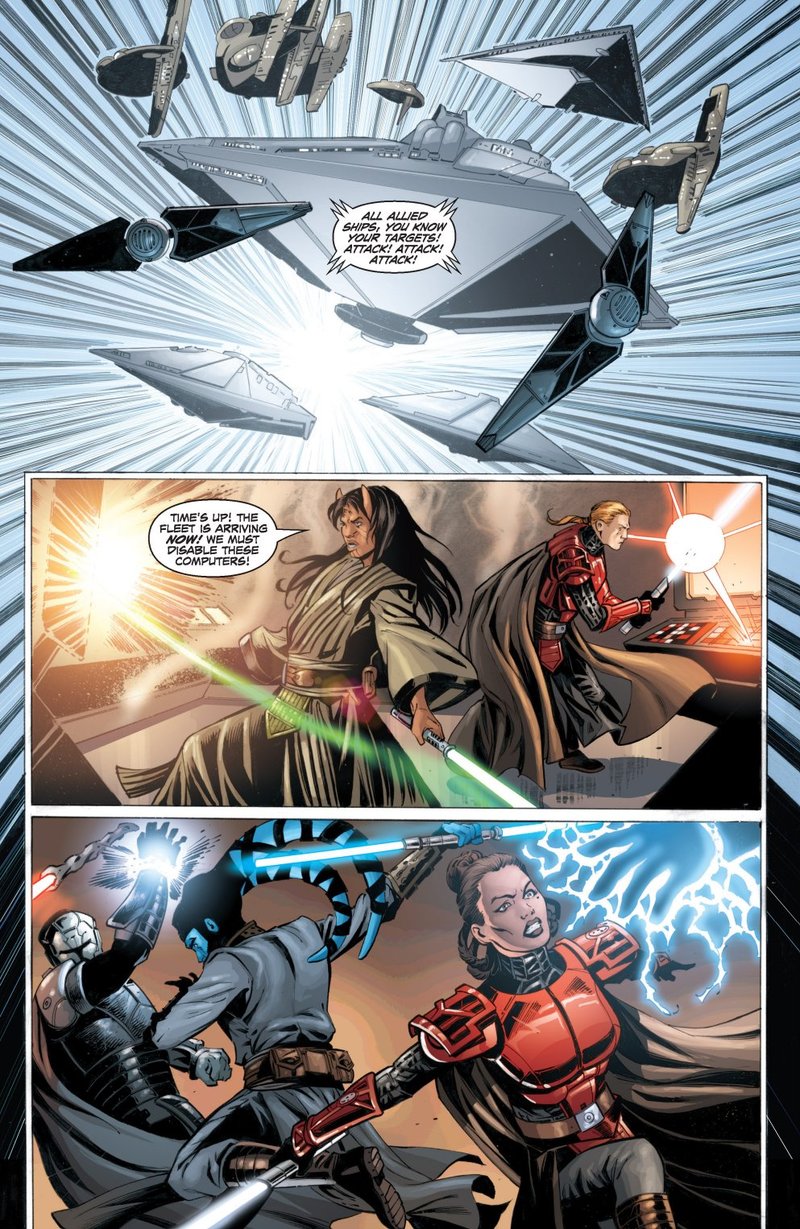 ALL ALLIED
SHIPS, YOU KNOW
YOUR TARGETS!
ATTACK! ATTACK!
ATTACK!
TIME'S UP! THE
FLEET IS ARRIVING
NOW! WE MUST
DISABLE THESE
COMPUTERS!